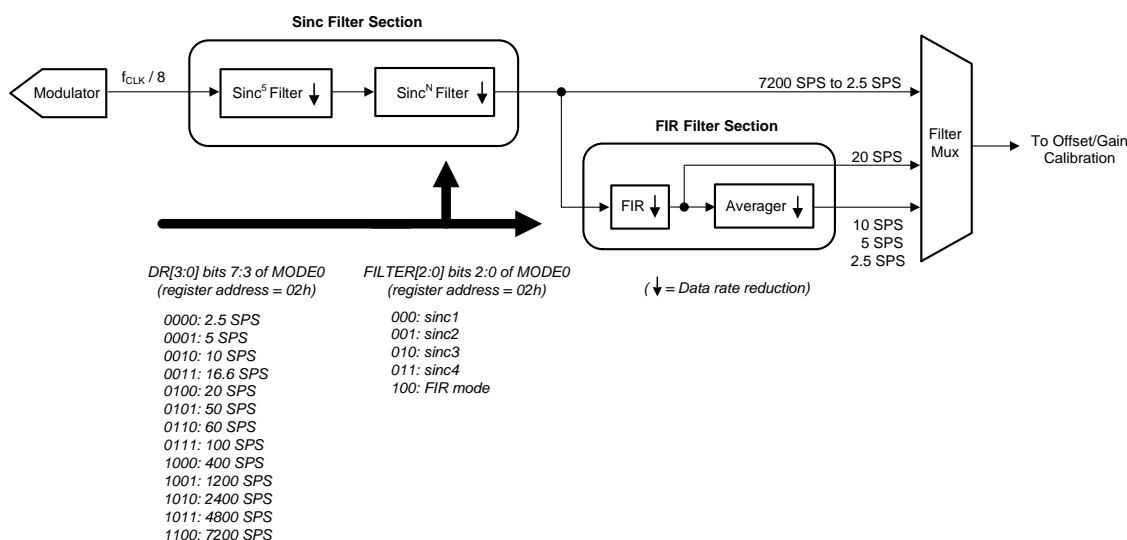 Sinc Filter Section
Modulator
fCLK / 8
Sinc5 Filter
SincN Filter
7200 SPS to 2.5 SPS
FIR Filter Section
FIR
Averager
20 SPS
10 SPS
5 SPS
2.5 SPS
Filter
Mux
To Offset/Gain
Calibration
DR[3:0] bits 7:3 of MODE0
(register address = 02h)
0000: 2.5 SPS
0001: 5 SPS
0010: 10 SPS
0011: 16.6 SPS
0100: 20 SPS
0101: 50 SPS
0110: 60 SPS
0111: 100 SPS
1000: 400 SPS
1001: 1200 SPS
1010: 2400 SPS
1011: 4800 SPS
1100: 7200 SPS
FILTER[2:0] bits 2:0 of MODE0
(register address = 02h)
000: sinc1
001: sinc2
010: sinc3
011: sinc4
100: FIR mode
(↓= Data rate reduction)